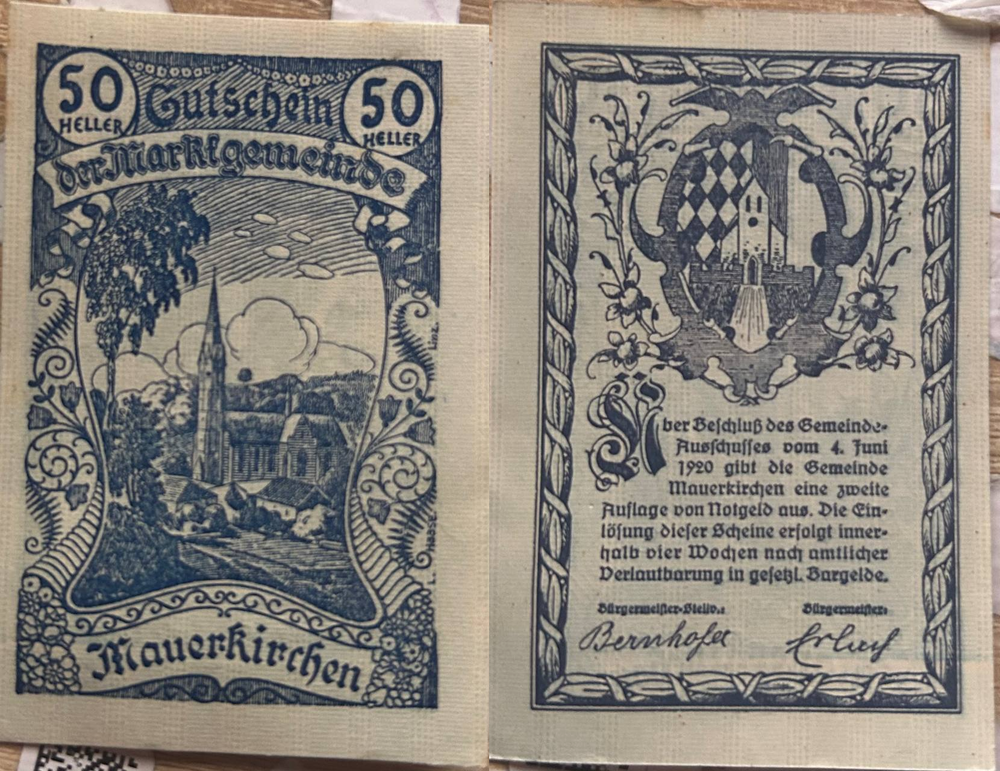 50 HELLER
Gutschein
50 HELLER
der Marktgemeinde
Linz.
Mauerkirchen
Über Beschluß des Gemeinde-
Ausschusses vom 4. Juni
1920 gibt die Gemeinde
Mauerkirchen eine zweite
Auflage von Notgeld aus. Die Ein-
lösung dieser Scheine erfolgt inner-
halb vier Wochen nach amtlicher
Verlautbarung in gesetzl. Bargelde.
Bürgermeister-Stellv.:
Bürgermeister: